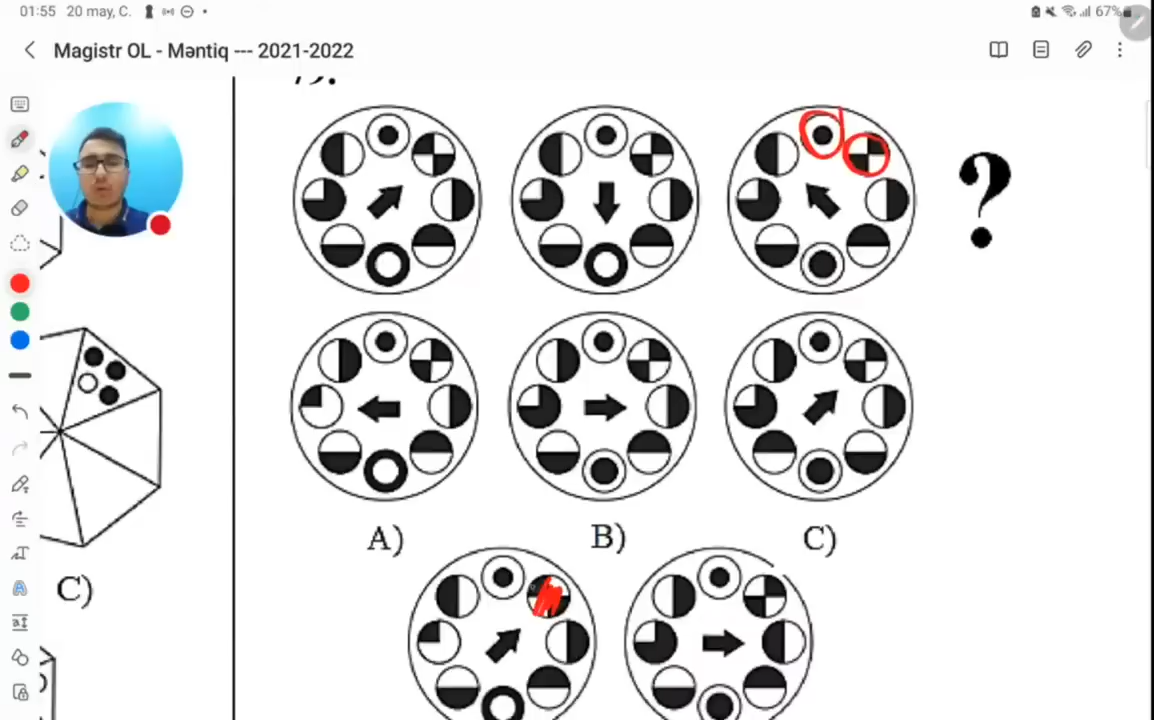 01:55 20 may, C.
67%
Magistr OL - Məntiq --- 2021-2022
?
A)
B)
C)
C)